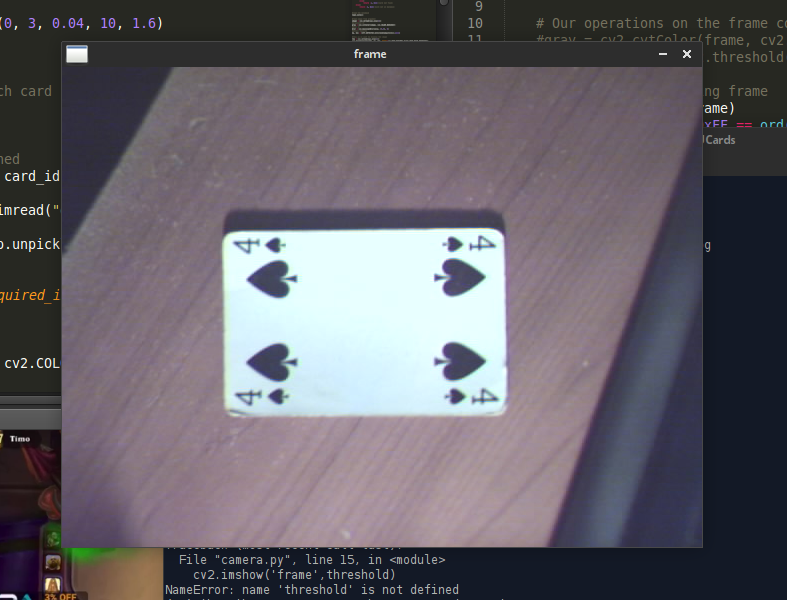 (0, 3, 0.04, 10, 1.6)
ch card
ned
card_id
imread("
o.unpick
quired_i
cv2.COL
9
10 # Our operations on the frame co
11 #gray = cv2.cvtColor(frame, cv2
.threshold
ng frame
ame)
xFF == ord
Cards
g
frame
4 4
4 4
Timo
3% OFF
File "camera.py", line 15, in <module>
cv2.imshow('frame',threshold)
NameError: name 'threshold' is not defined